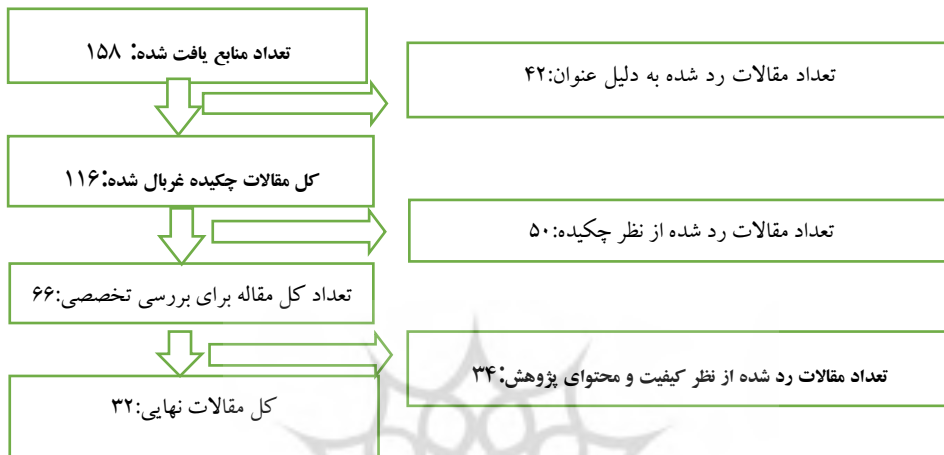 تعداد منابع یافت شده: ۱۵۸
تعداد مقالات رد شده به دلیل عنوان:۴۲
کل مقالات چکیده غربال شده:۱۱۶
تعداد مقالات رد شده از نظر چکیده:۵۰
تعداد کل مقاله برای بررسی تخصصی:۶۶
تعداد مقالات رد شده از نظر کیفیت و محتوای پژوهش:۳۴
کل مقالات نهایی:۳۲